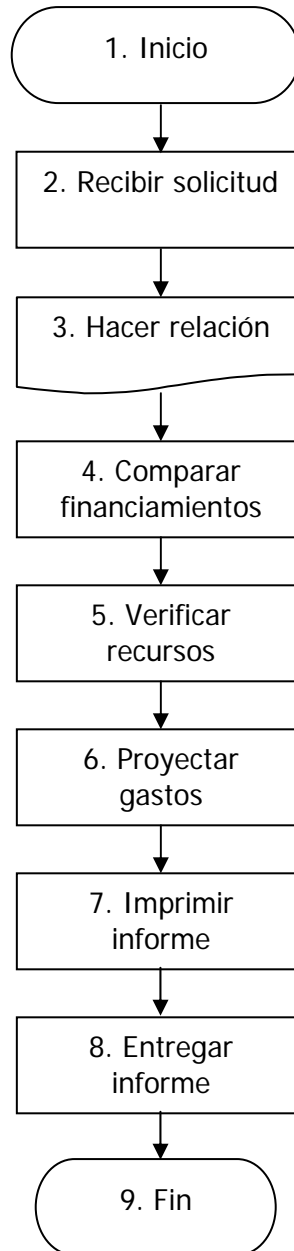 1. Inicio
2. Recibir solicitud
3. Hacer relación
4. Comparar
financiamientos
5. Verificar
recursos
6. Proyectar
gastos
7. Imprimir
informe
8. Entregar
informe
9. Fin